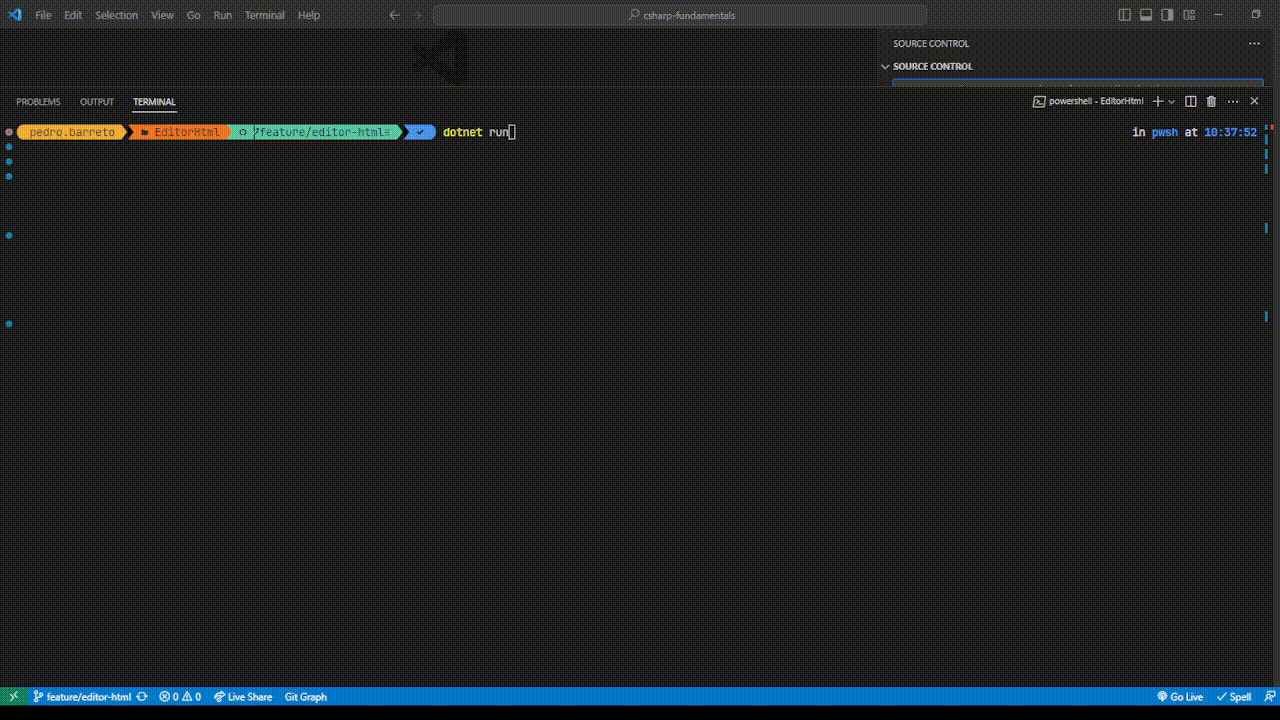 File Edit Selection View Go Run Terminal Help
csharp-fundamentals
SOURCE CONTROL
SOURCE CONTROL
PROBLEMS OUTPUT TERMINAL
powershell - EditorHtml
pedro.barreto EditorHtml feature/editor-html≡ dotnet run
in pwsh at 10:37:52
feature/editor-html 0 0 Live Share Git Graph
Go Live Spell